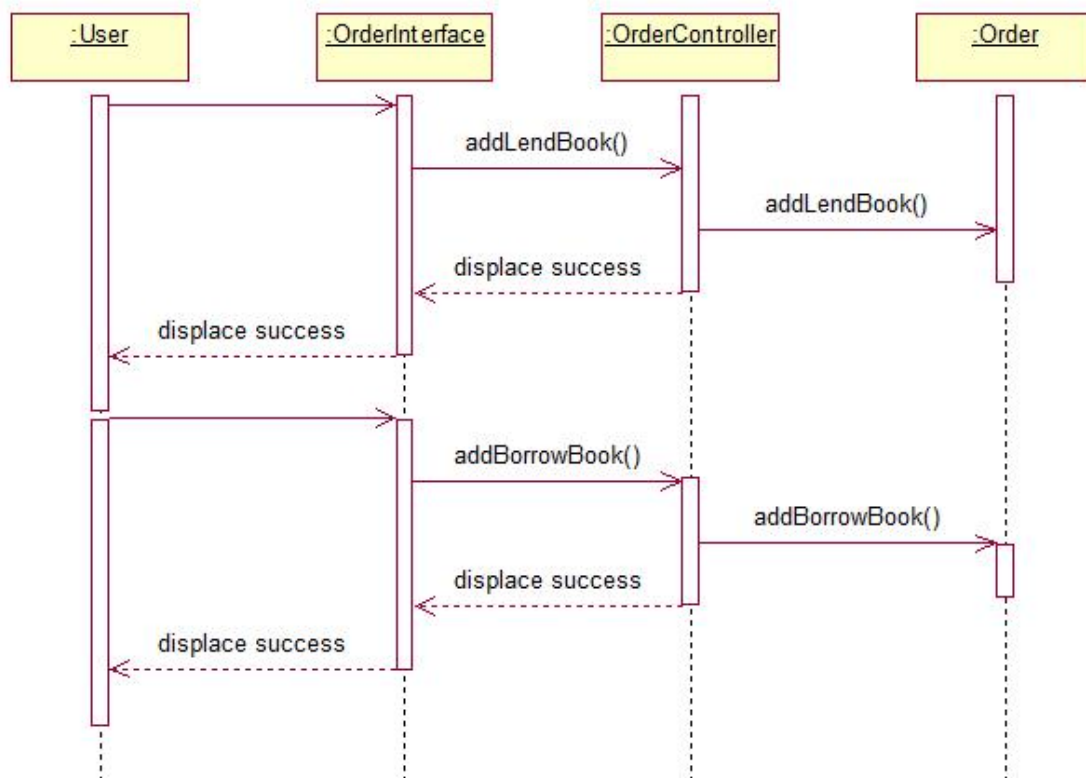 :User
:OrderInterface
:OrderController
:Order
addLendBook()
addLendBook()
displace success
displace success
addBorrowBook()
addBorrowBook()
displace success
displace success